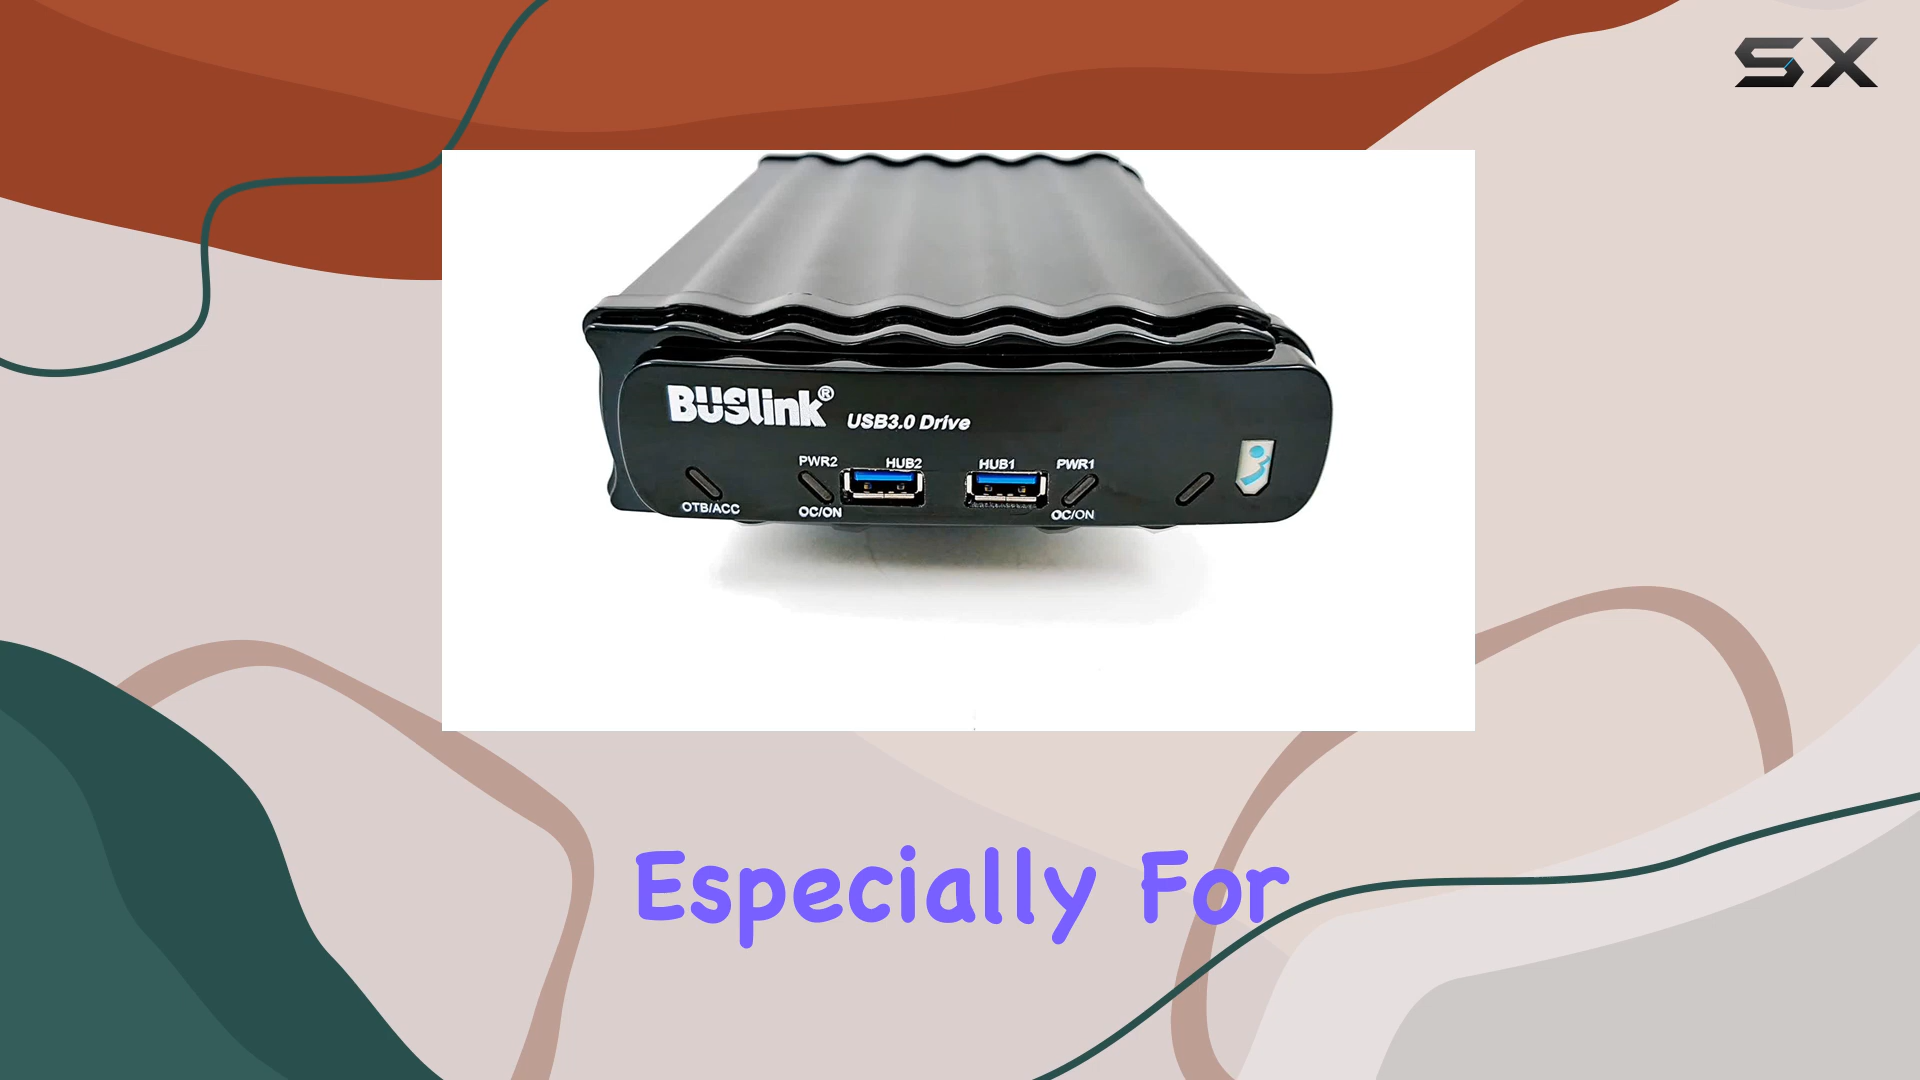 SX
BUSlink® USB3.0 Drive
PWR2 HUB2 HUB1 PWR1
OTB/ACC OC/ON OC/ON
Especially For